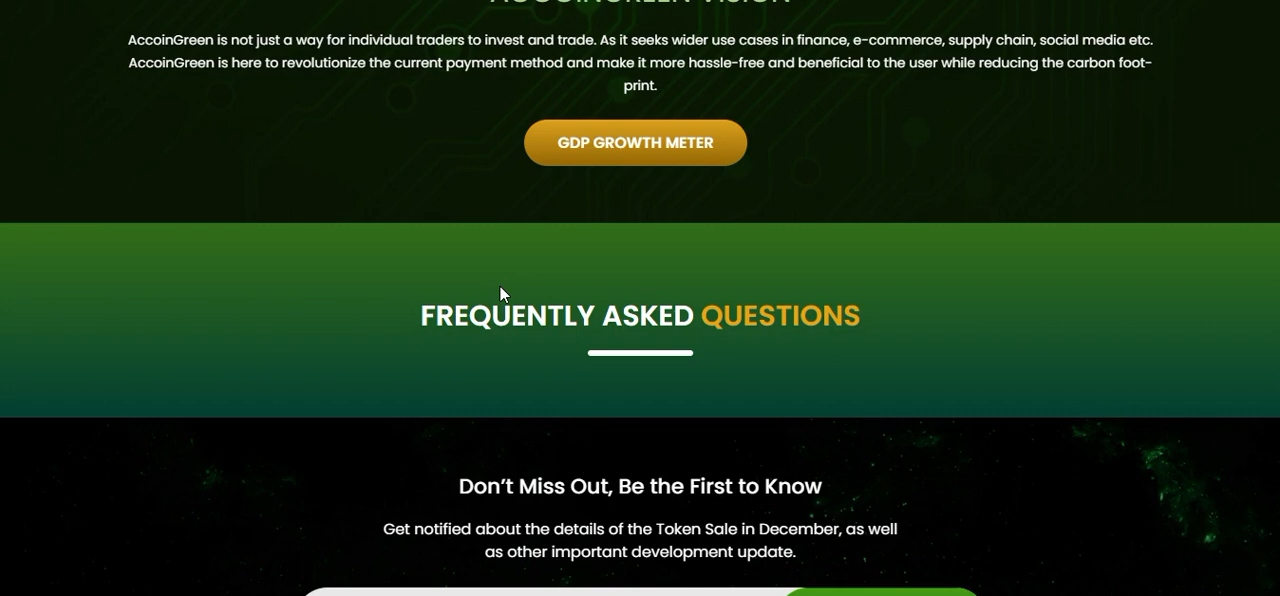 ACCOINGREEN VISION
AccoinGreen is not just a way for individual traders to invest and trade. As it seeks wider use cases in finance, e-commerce, supply chain, social media etc.
AccoinGreen is here to revolutionize the current payment method and make it more hassle-free and beneficial to the user while reducing the carbon foot-
print.
GDP GROWTH METER
FREQUENTLY ASKED QUESTIONS
Don’t Miss Out, Be the First to Know
Get notified about the details of the Token Sale in December, as well
as other important development update.